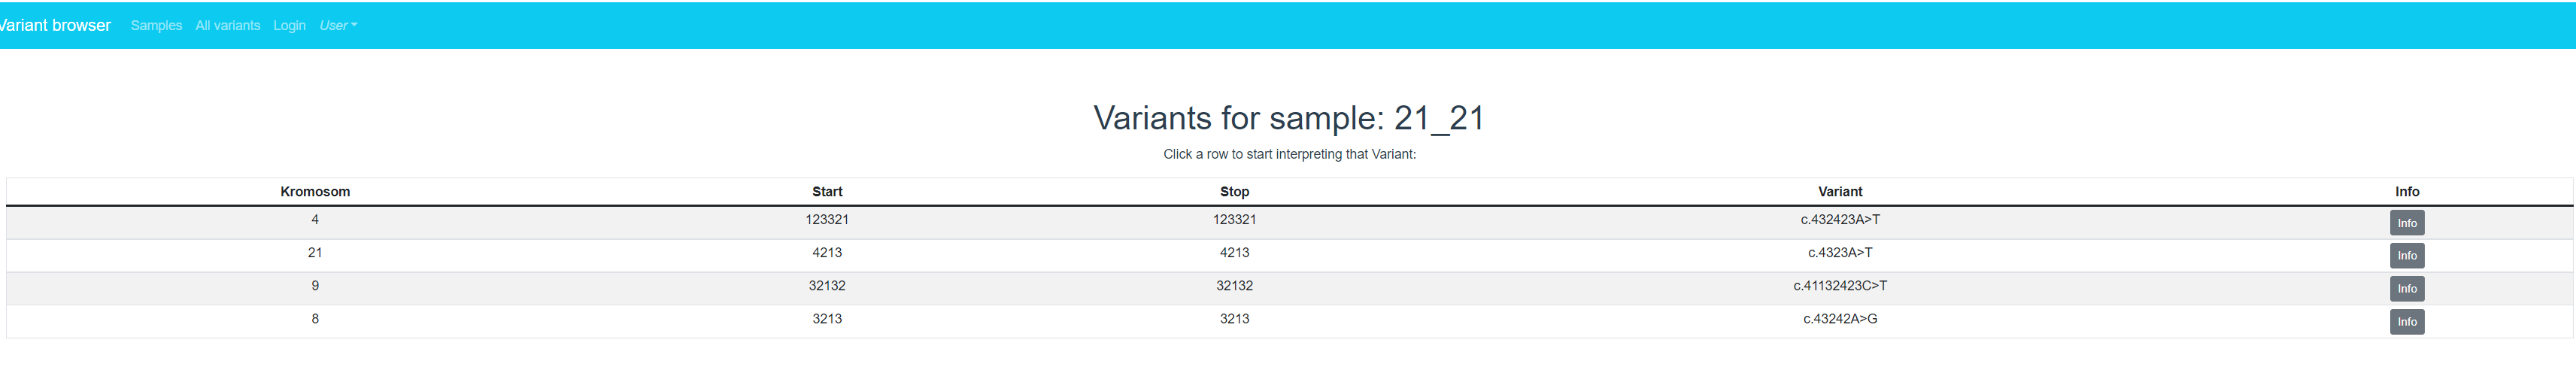 Variant browser Samples All variants Login User
Variants for sample: 21_21
Click a row to start interpreting that Variant:
Kromosom Start Stop Variant Info
4 123321 123321 c.432423A>T Info
21 4213 4213 c.4323A>T Info
9 32132 32132 c.41132423C>T Info
8 3213 3213 c.43242A>G Info